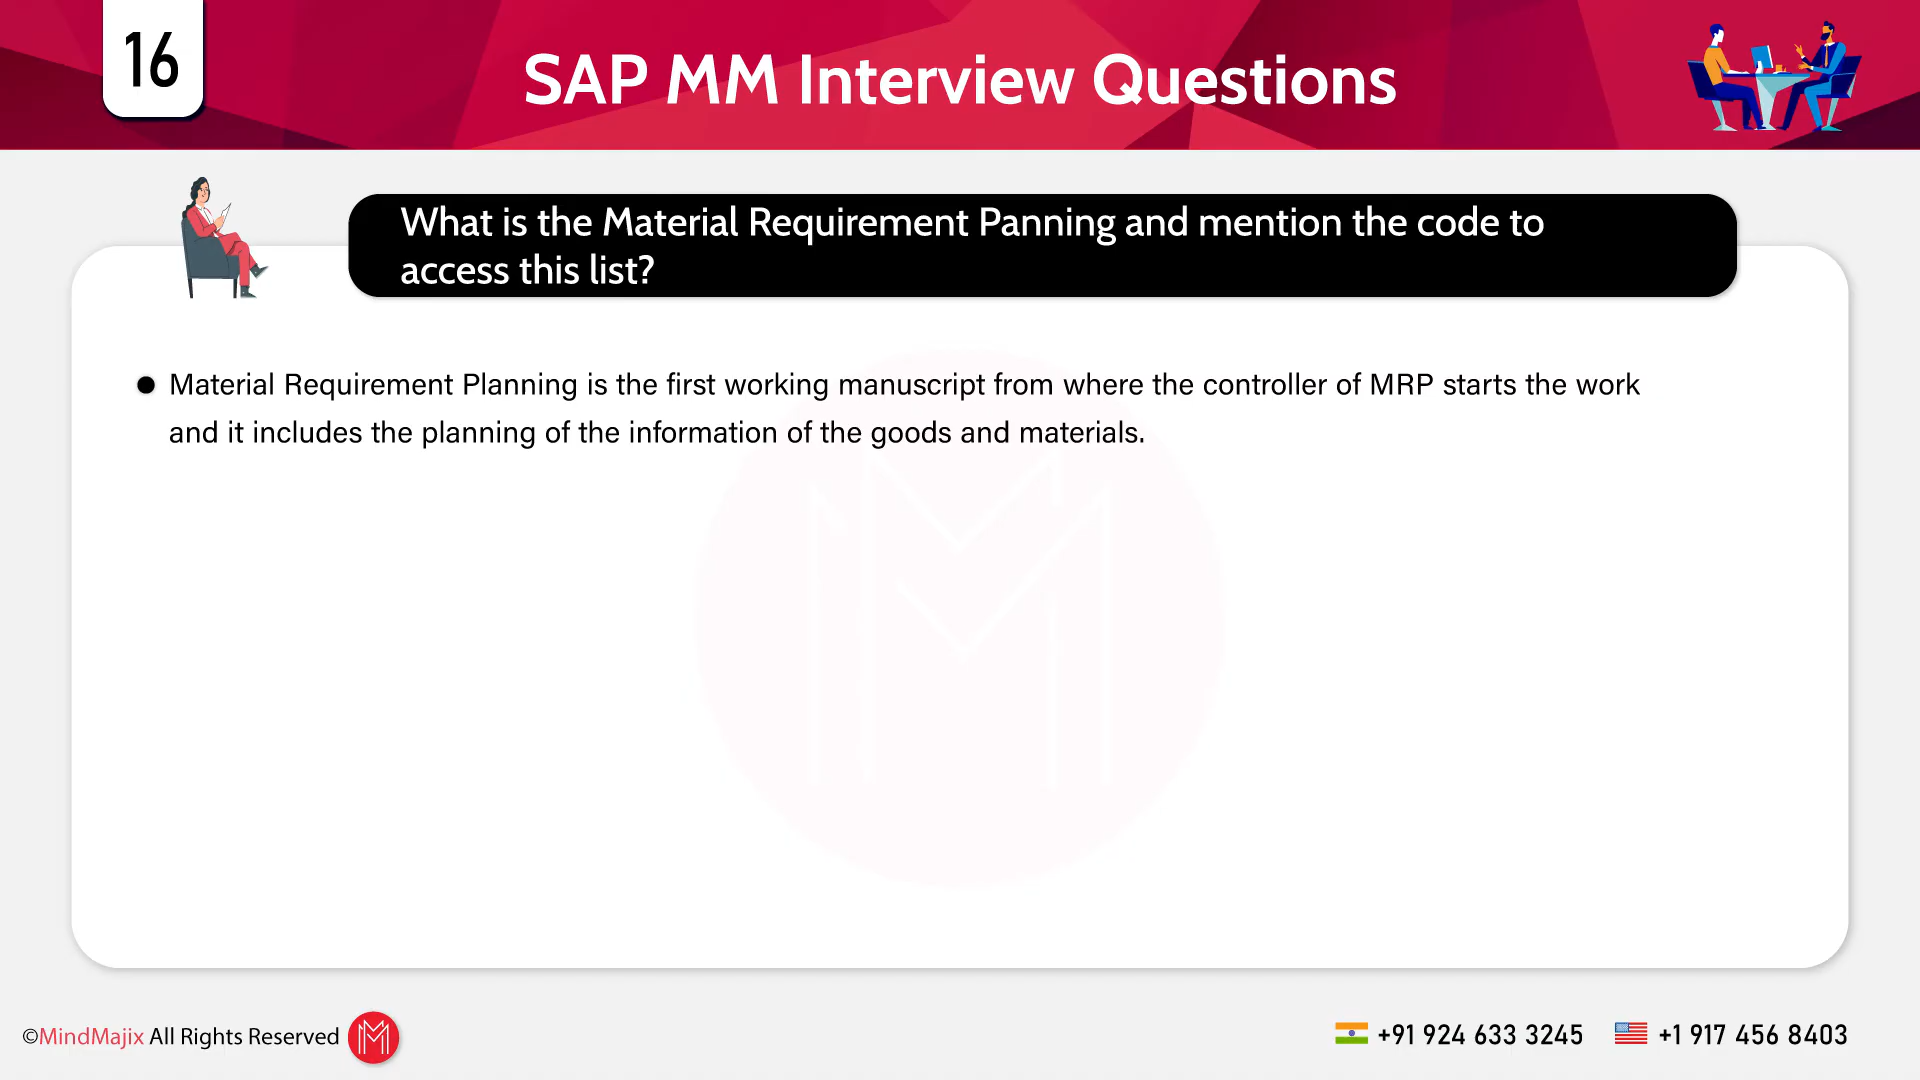 16
SAP MM Interview Questions
What is the Material Requirement Panning and mention the code to
access this list?
● Material Requirement Planning is the first working manuscript from where the controller of MRP starts the work
and it includes the planning of the information of the goods and materials.
©MindMajix All Rights Reserved
+91 924 633 3245
+1 917 456 8403